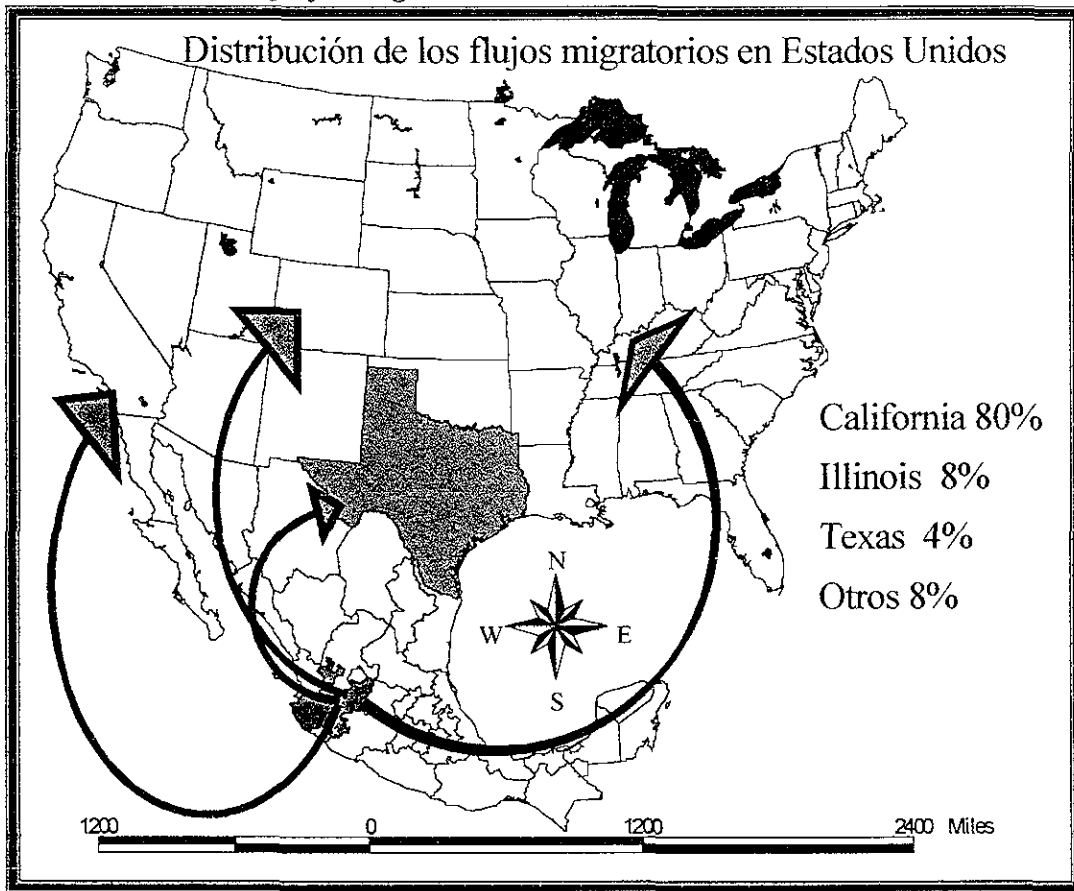 Distribución de los flujos migratorios en Estados Unidos
California 80%
Illinois 8%
Texas 4%
Otros 8%
N
W E
S
1200 0 1200 2400 Miles